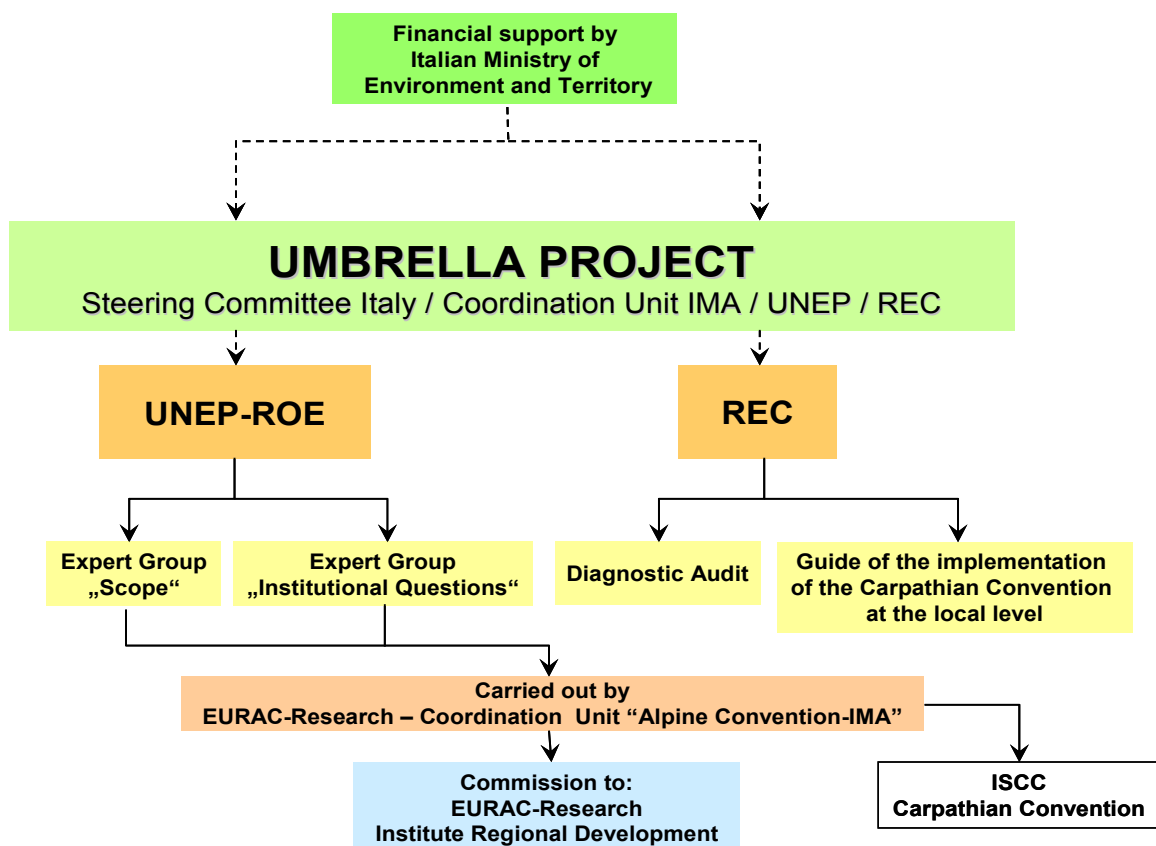 Financial support by
Italian Ministry of
Environment and Territory
UMBRELLA PROJECT
Steering Committee Italy / Coordination Unit IMA / UNEP / REC
UNEP-ROE
REC
Expert Group
„Scope“
Expert Group
„Institutional Questions“
Diagnostic Audit
Guide of the implementation
of the Carpathian Convention
at the local level
Carried out by
EURAC-Research – Coordination Unit “Alpine Convention-IMA”
Commission to:
EURAC-Research
Institute Regional Development
ISCC
Carpathian Convention